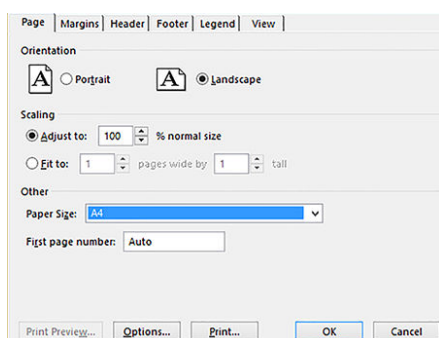 Page Margins Header Footer Legend View
Orientation
A Portrait A Landscape
Scaling
Adjust to: 100 % normal size
Fit to: 1 pages wide by 1 tall
Other
Paper Size: A4
First page number: Auto
Print Preview... Options... Print... OK Cancel